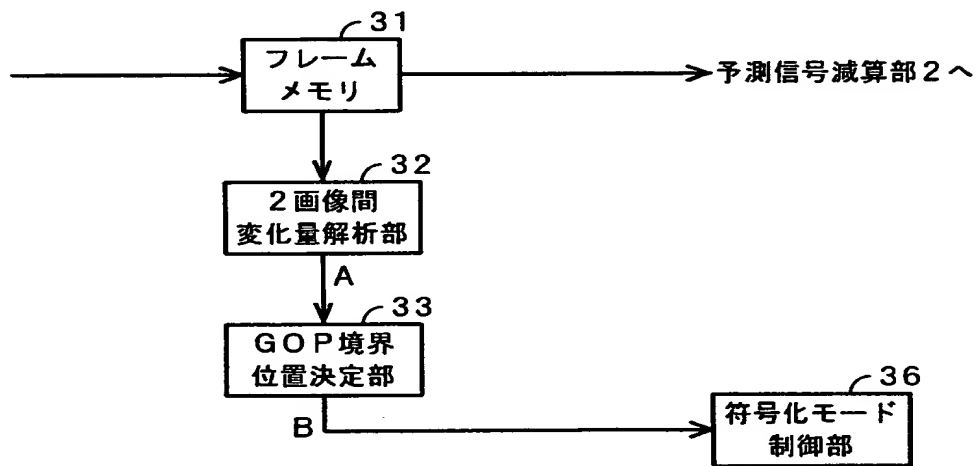 31
フレーム
メモリ
予測信号減算部2へ
32
2画像間
変化量解析部
A
33
GOP境界
位置決定部
B
36
符号化モード
制御部